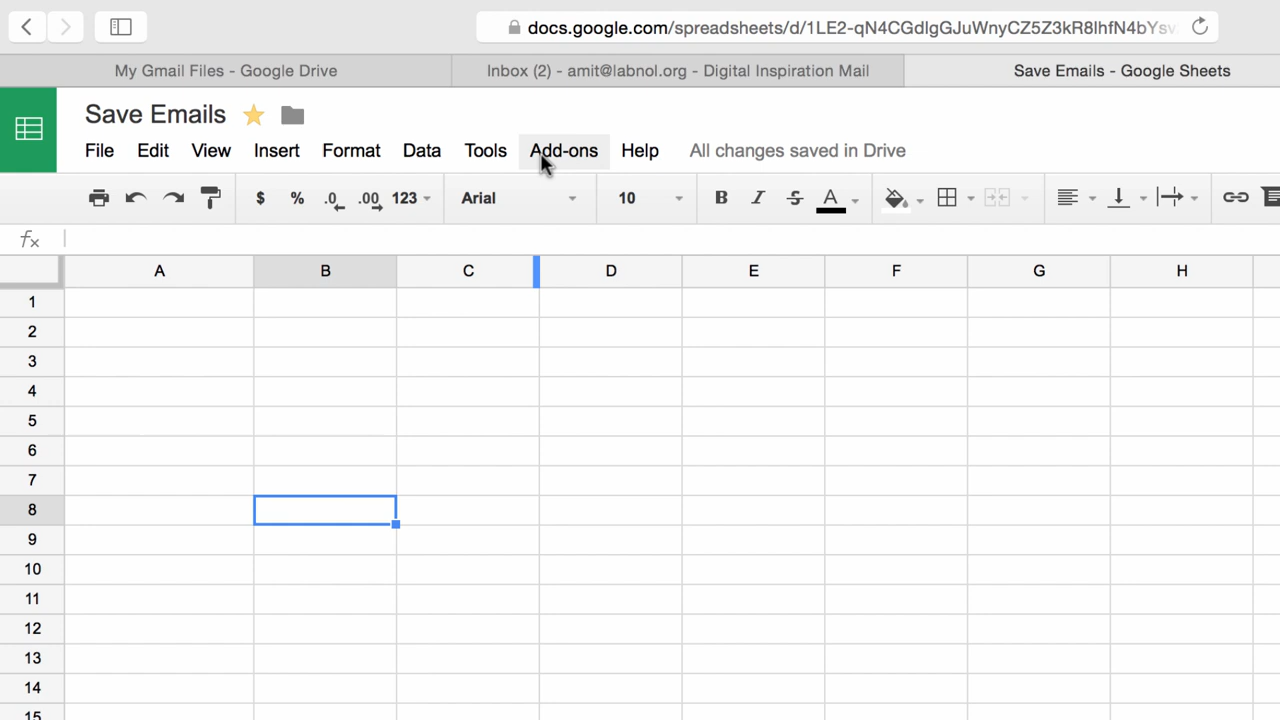 docs.google.com/spreadsheets/d/1LE2-qN4CGdlgGJuWnyCZ5Z3kR8lhfN4bYsv
My Gmail Files - Google Drive
Inbox (2) - amit@labnol.org - Digital Inspiration Mail
Save Emails - Google Sheets
Save Emails
File Edit View Insert Format Data Tools Add-ons Help All changes saved in Drive
$ % .0 .00 123 Arial 10 B I S A
fx
A B C D E F G H
1
2
3
4
5
6
7
8
9
10
11
12
13
14
15